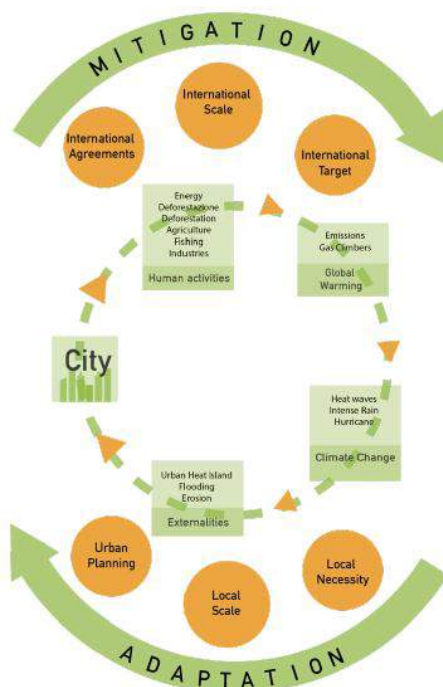 MITIGATION
International
Scale
International
Agreements
International
Target
Energy
Deforestazione
Deforestation
Agriculture
Fishing
Industries
Human activities
Emissions
Gas Climbers
Global
Warming
City
Heat waves
Intense Rain
Hurricane
Climate Change
Urban Heat Island
Flooding
Erosion
Externalities
Urban
Planning
Local
Scale
Local
Necessity
ADAPTATION